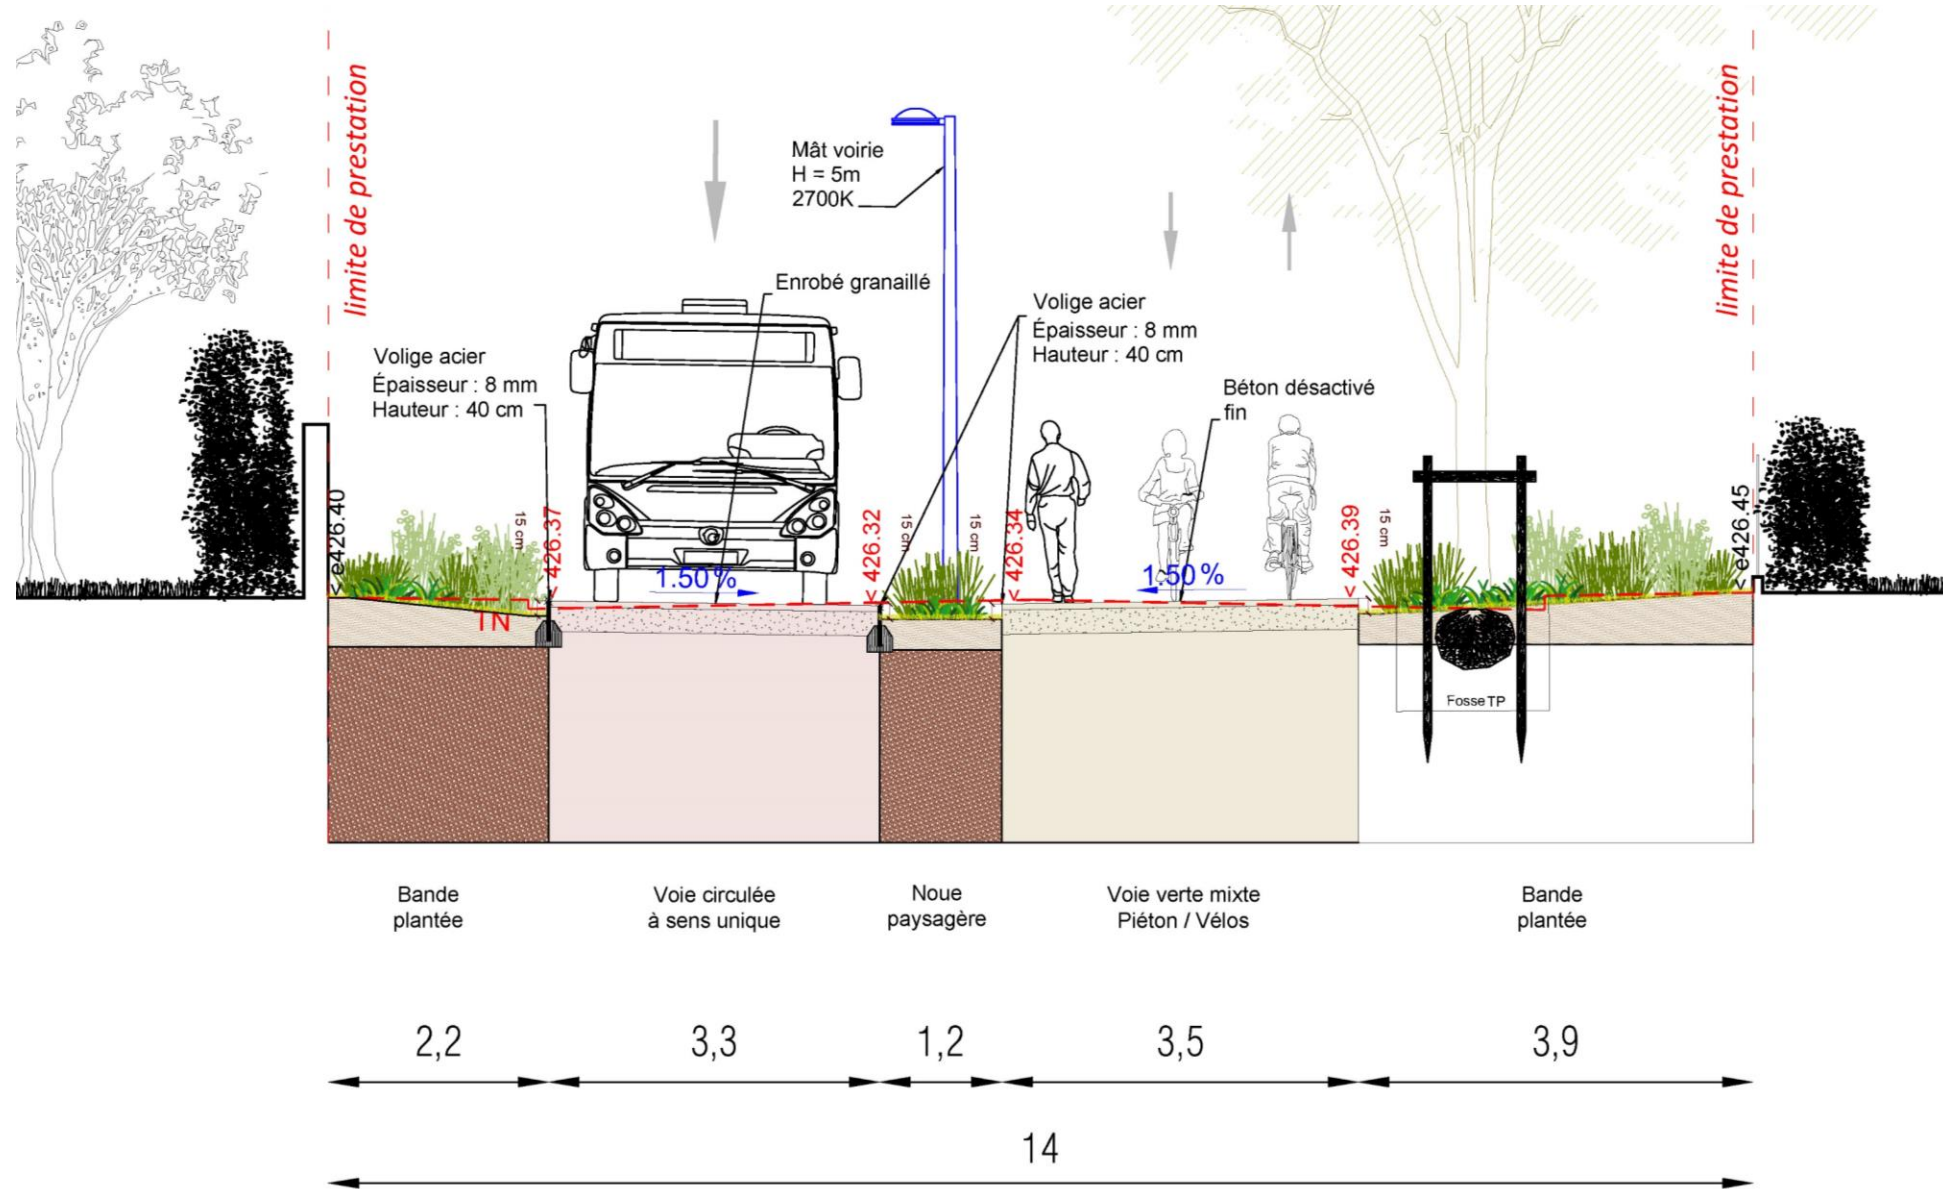 limite de prestation
limite de prestation
Mât voirie
H = 5m
2700K
Enrobé granaillé
Volige acier
Épaisseur : 8 mm
Hauteur : 40 cm
Volige acier
Épaisseur : 8 mm
Hauteur : 40 cm
Béton désactivé
fin
< e426.40
15 cm
< 426.37
< 426.32
15 cm
15 cm
< 426.34
< 426.39
15 cm
< e426.45
1.50 %
1.50 %
TN
Fosse TP
Bande
plantée
Voie circulée
à sens unique
Noue
paysagère
Voie verte mixte
Piéton / Vélos
Bande
plantée
2,2
3,3
1,2
3,5
3,9
14